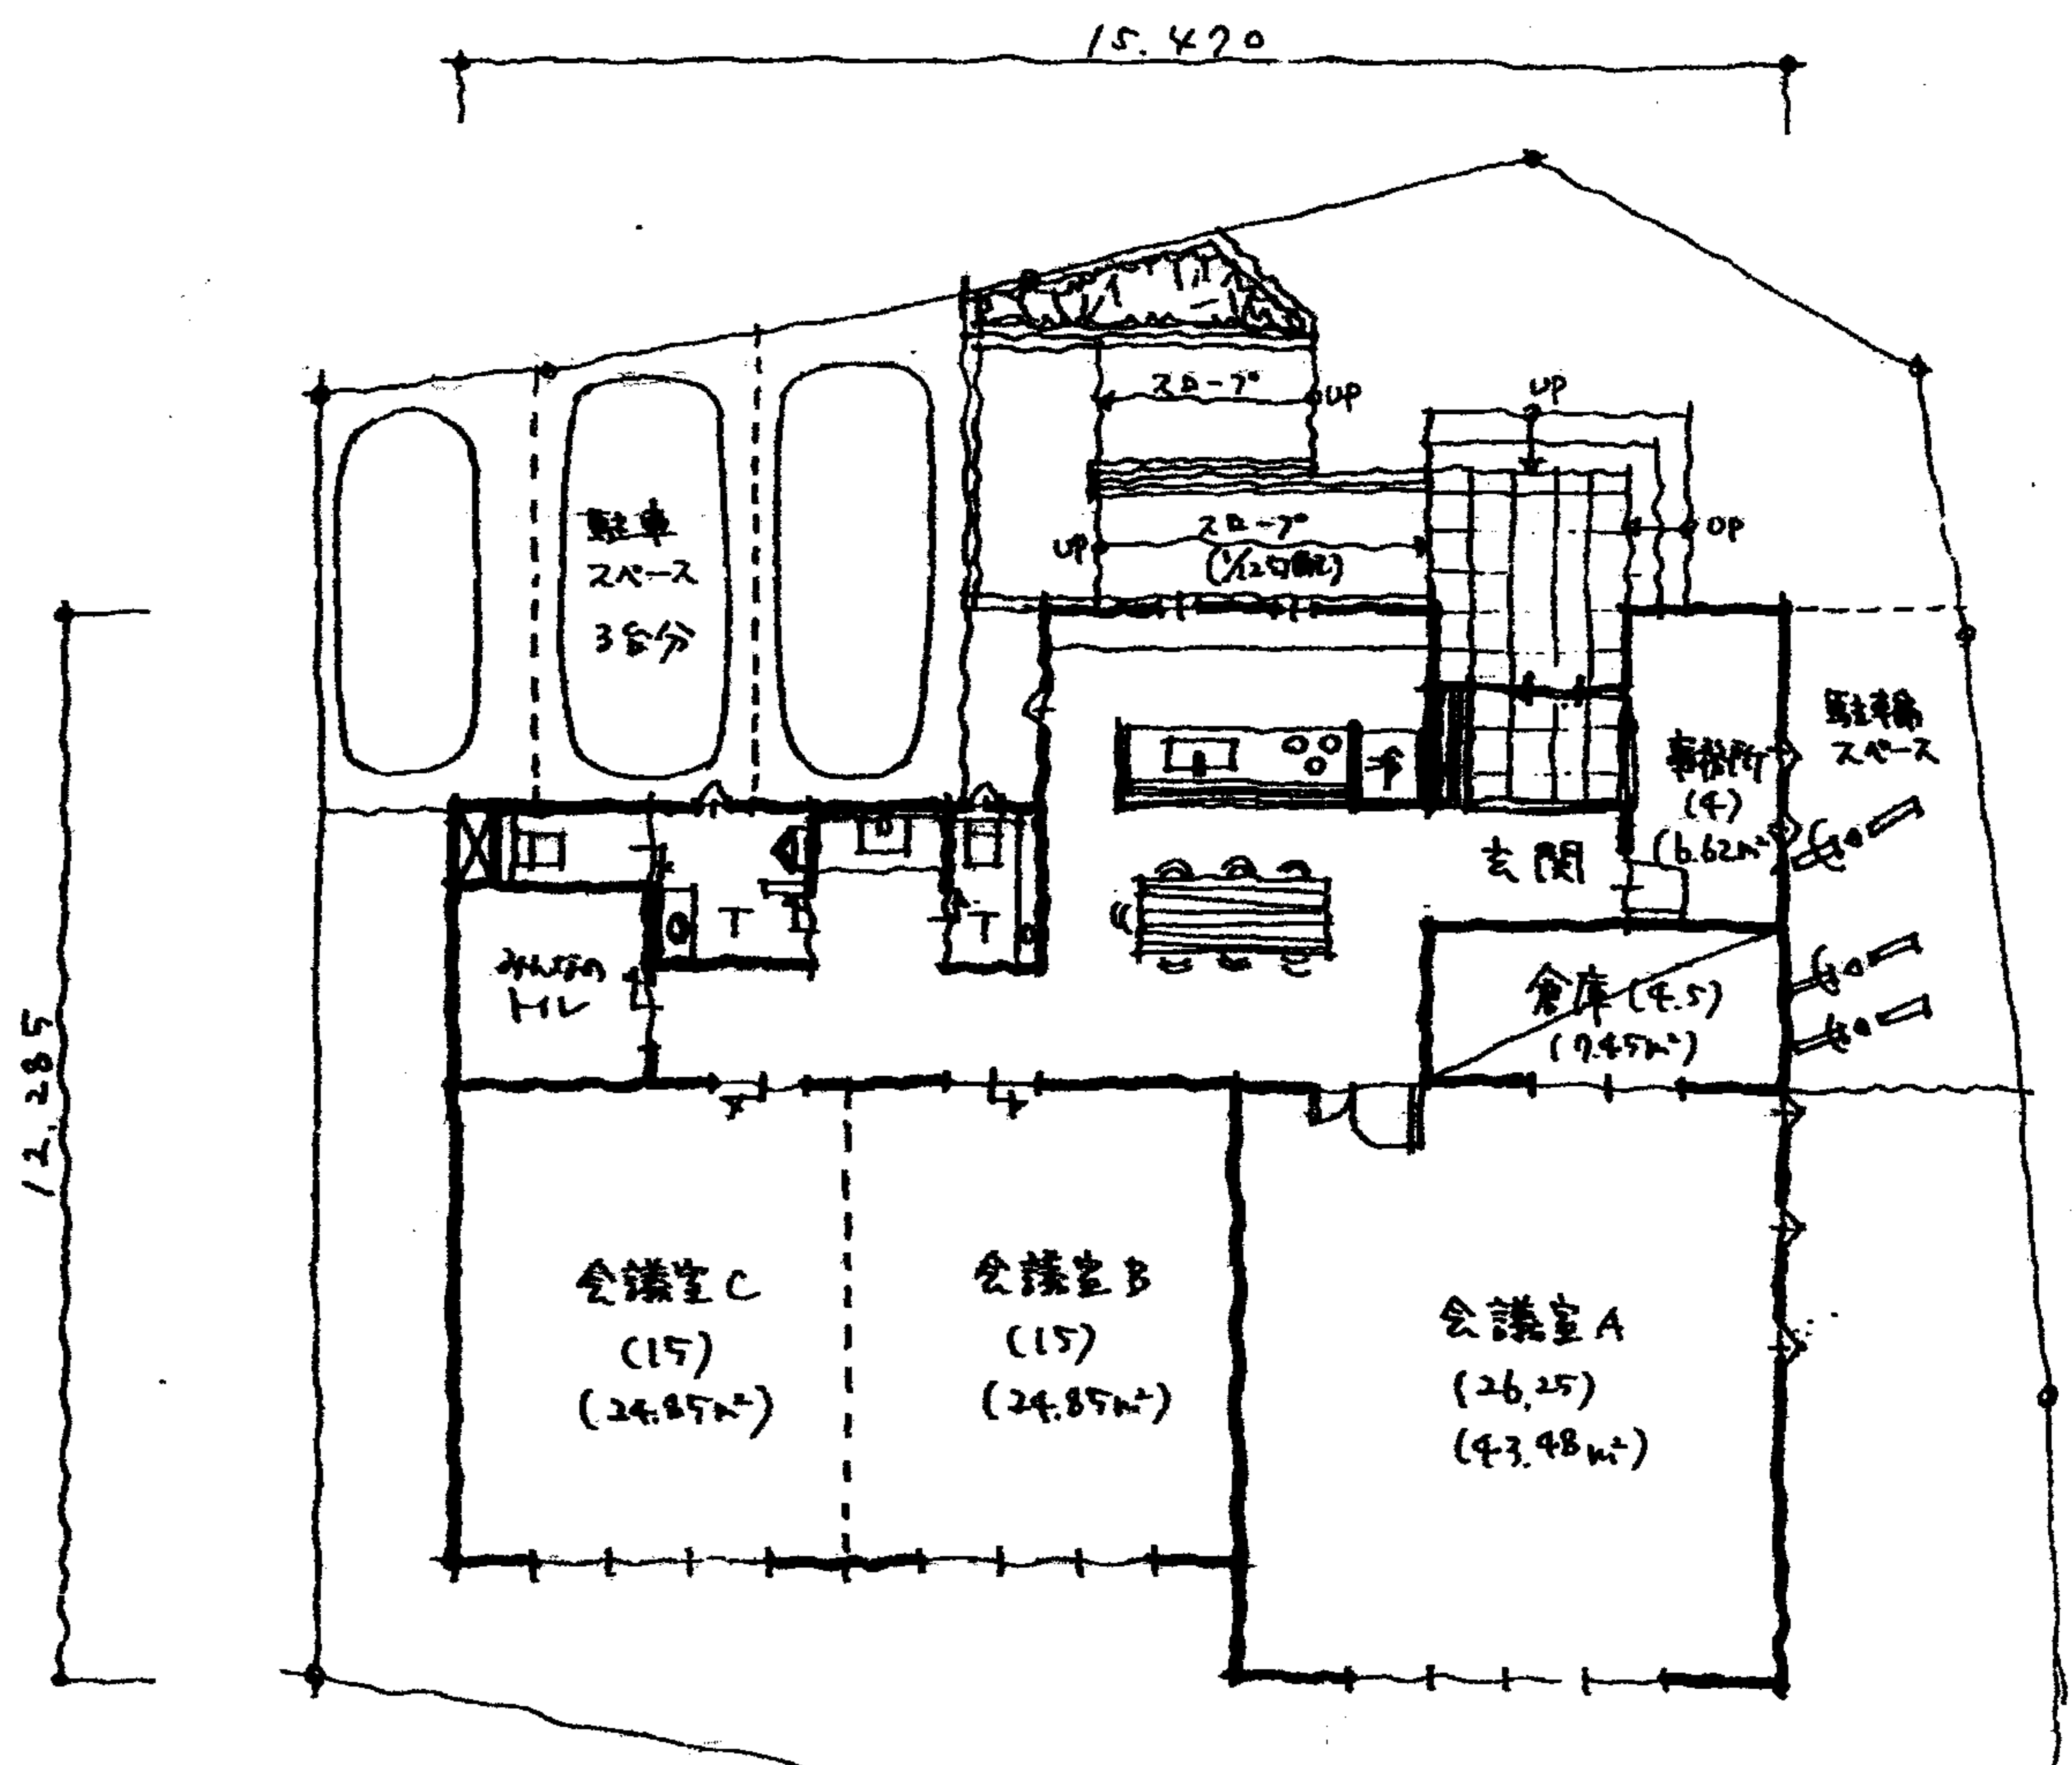 15.470
スロープ
UP
UP
駐車
スペース
3台分
スロープ
(1/12勾配)
UP
UP
駐車輪
スペース
事務所
(4)
(6.62m²)
玄関
T
T
みんなの
トイレ
倉庫(4.5)
(7.45m²)
12,285
会議室C
(15)
(24.85m²)
会議室B
(15)
(24.85m²)
会議室A
(26.25)
(43.48m²)